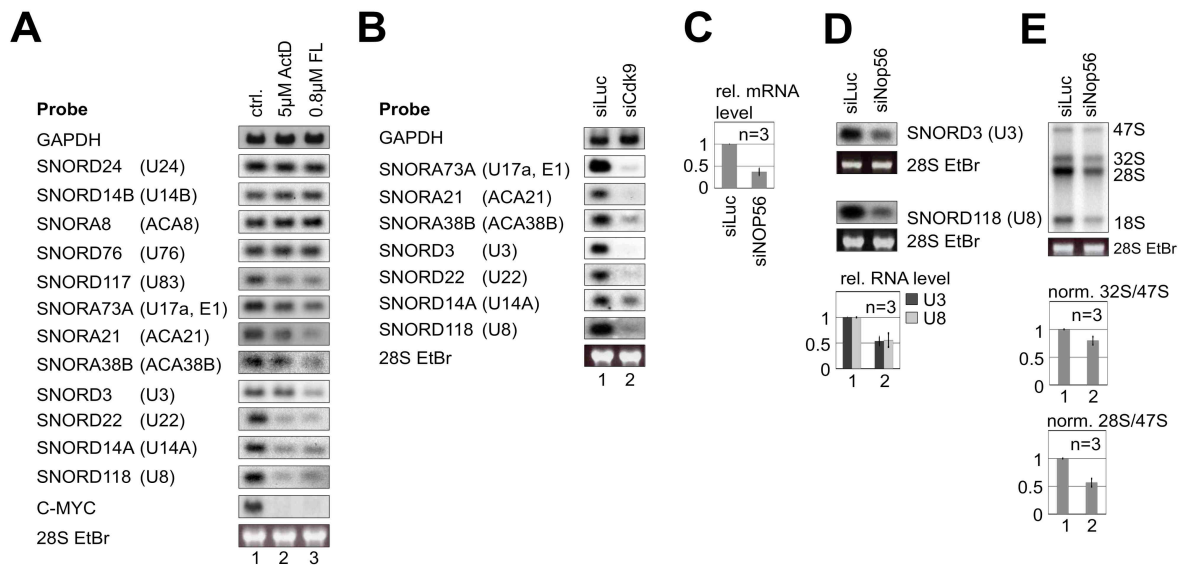 A
ctrl.
5µM ActD
0.8µM FL
Probe
GAPDH
SNORD24 (U24)
SNORD14B (U14B)
SNORA8 (ACA8)
SNORD76 (U76)
SNORD117 (U83)
SNORA73A (U17a, E1)
SNORA21 (ACA21)
SNORA38B (ACA38B)
SNORD3 (U3)
SNORD22 (U22)
SNORD14A (U14A)
SNORD118 (U8)
C-MYC
28S EtBr
1 2 3
B
siLuc
siCdk9
Probe
GAPDH
SNORA73A (U17a, E1)
SNORA21 (ACA21)
SNORA38B (ACA38B)
SNORD3 (U3)
SNORD22 (U22)
SNORD14A (U14A)
SNORD118 (U8)
28S EtBr
1 2
C
rel. mRNA
level
n=3
1
0.5
0
siLuc
siNOP56
D
siLuc
siNop56
SNORD3 (U3)
28S EtBr
SNORD118 (U8)
28S EtBr
rel. RNA level
n=3
U3
U8
1
0.5
0
1 2
E
siLuc
siNop56
47S
32S
28S
18S
28S EtBr
norm. 32S/47S
n=3
1
0.5
0
1 2
norm. 28S/47S
n=3
1
0.5
0
1 2